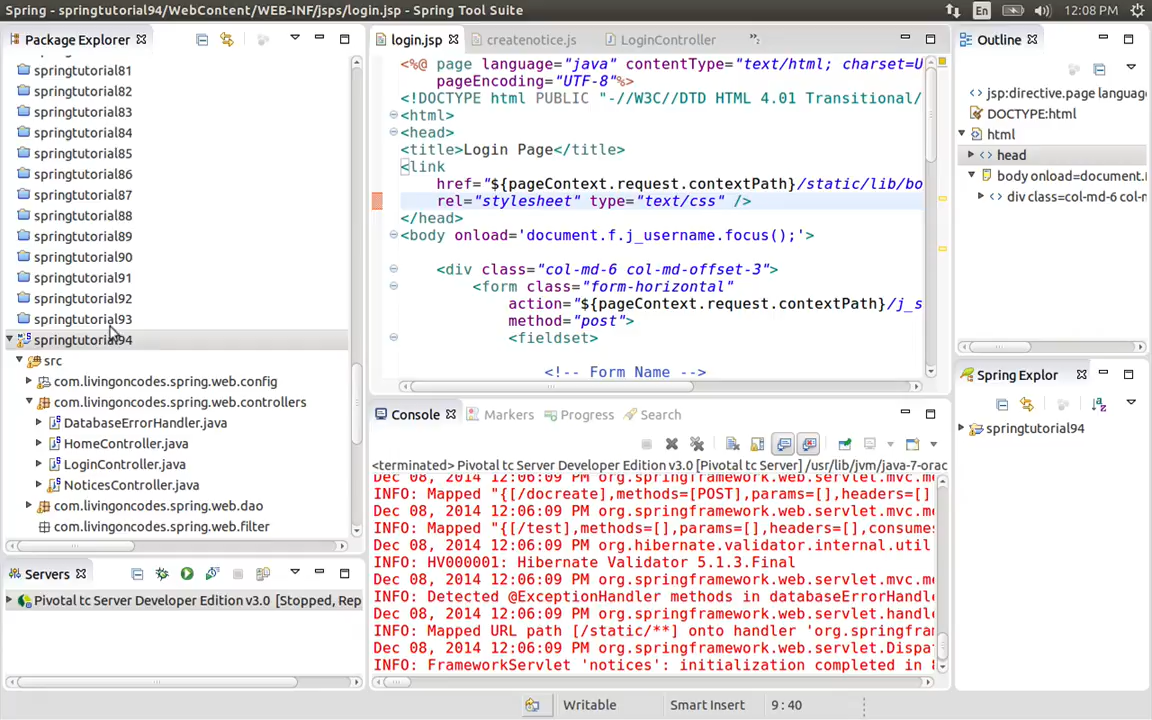 Spring - springtutorial94/WebContent/WEB-INF/jsps/login.jsp - Spring Tool Suite
En
12:08 PM
Package Explorer
springtutorial81
springtutorial82
springtutorial83
springtutorial84
springtutorial85
springtutorial86
springtutorial87
springtutorial88
springtutorial89
springtutorial90
springtutorial91
springtutorial92
springtutorial93
springtutorial94
src
com.livingoncodes.spring.web.config
com.livingoncodes.spring.web.controllers
DatabaseErrorHandler.java
HomeController.java
LoginController.java
NoticesController.java
com.livingoncodes.spring.web.dao
com.livingoncodes.spring.web.filter
Servers
Pivotal tc Server Developer Edition v3.0 [Stopped, Rep
login.jsp
createnotice.js
LoginController
<%@ page language="java" contentType="text/html; charset=U
pageEncoding="UTF-8"%>
<!DOCTYPE html PUBLIC "-//W3C//DTD HTML 4.01 Transitional/
<html>
<head>
<title>Login Page</title>
<link
href="${pageContext.request.contextPath}/static/lib/bo
rel="stylesheet" type="text/css" />
</head>
<body onload='document.f.j_username.focus();'>
<div class="col-md-6 col-md-offset-3">
<form class="form-horizontal"
action="${pageContext.request.contextPath}/j_s
method="post">
<fieldset>
<!-- Form Name -->
Console
Markers
Progress
Search
<terminated> Pivotal tc Server Developer Edition v3.0 [Pivotal tc Server] /usr/lib/jvm/java-7-orac
Dec 08, 2014 12:06:09 PM org.springframework.web.servlet.mvc.me
INFO: Mapped "{[/docreate],methods=[POST],params=[],headers=[]
Dec 08, 2014 12:06:09 PM org.springframework.web.servlet.mvc.me
INFO: Mapped "{[/test],methods=[],params=[],headers=[],consumes
Dec 08, 2014 12:06:09 PM org.hibernate.validator.internal.util
INFO: HV000001: Hibernate Validator 5.1.3.Final
Dec 08, 2014 12:06:09 PM org.springframework.web.servlet.mvc.me
INFO: Detected @ExceptionHandler methods in databaseErrorHandl
Dec 08, 2014 12:06:09 PM org.springframework.web.servlet.handl
INFO: Mapped URL path [/static/**] onto handler 'org.springfram
Dec 08, 2014 12:06:09 PM org.springframework.web.servlet.Dispat
INFO: FrameworkServlet 'notices': initialization completed in 8
Outline
jsp:directive.page language
DOCTYPE:html
html
head
body onload=document.f
div class=col-md-6 col-m
Spring Explor
springtutorial94
Writable
Smart Insert
9:40